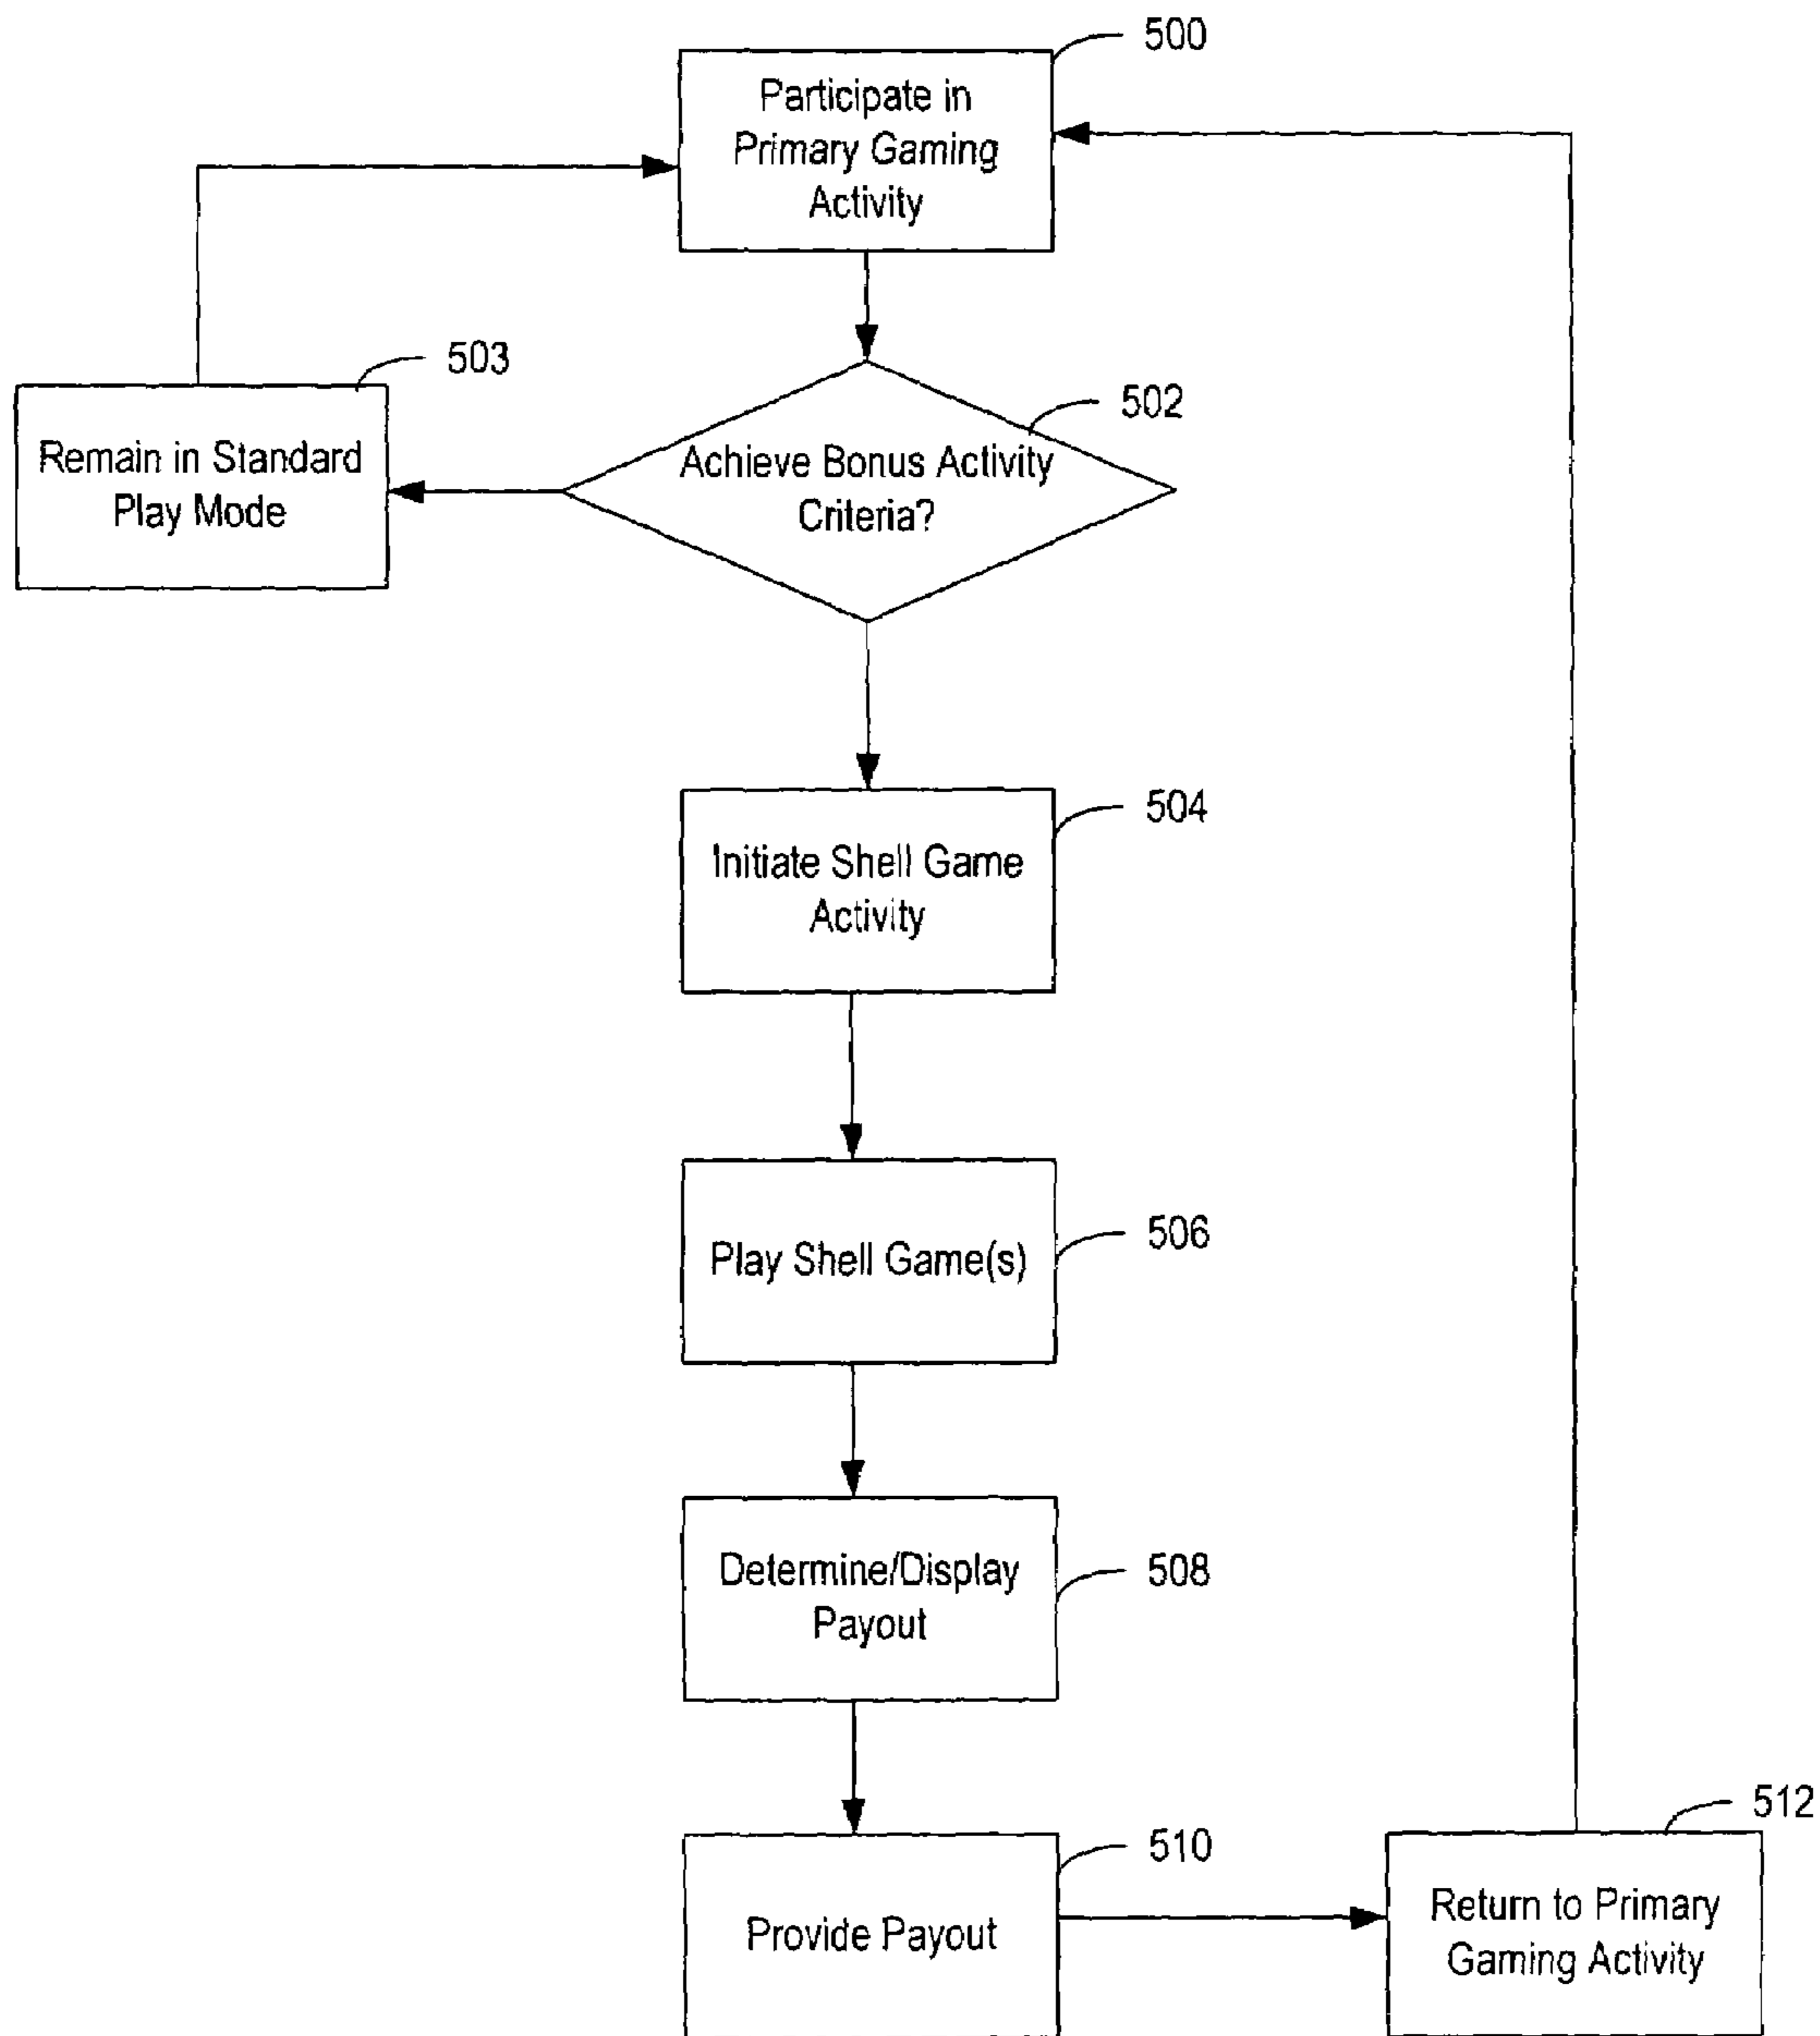 500
Participate in
Primary Gaming
Activity
503
502
Remain in Standard
Play Mode
Achieve Bonus Activity
Criteria?
504
Initiate Shell Game
Activity
506
Play Shell Game(s)
508
Determine/Display
Payout
510
Provide Payout
512
Return to Primary
Gaming Activity